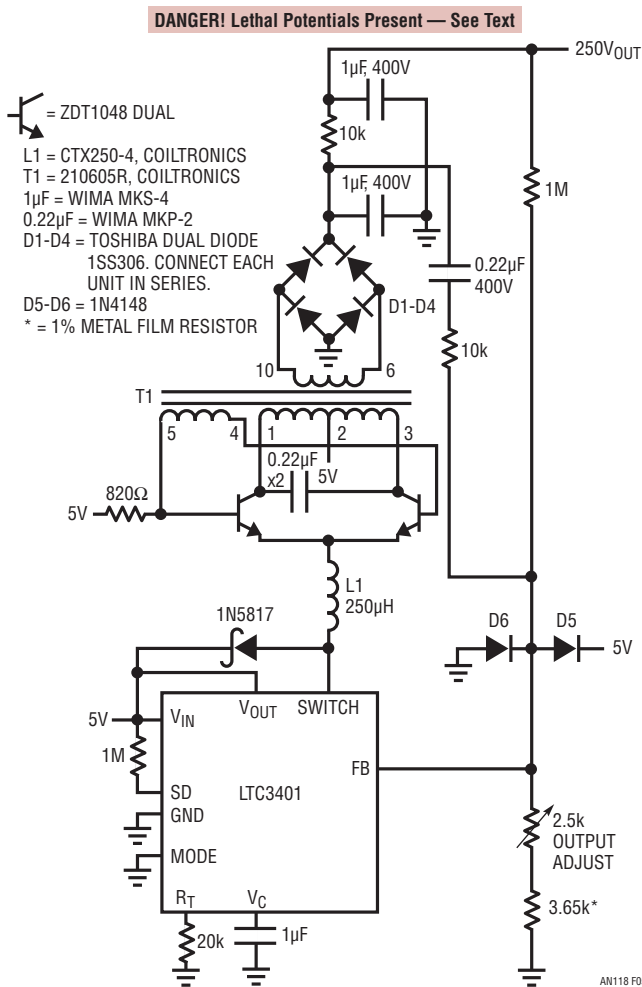 DANGER! Lethal Potentials Present — See Text
250VOUT
1µF, 400V
= ZDT1048 DUAL
10k
L1 = CTX250-4, COILTRONICS
T1 = 210605R, COILTRONICS
1µF = WIMA MKS-4
0.22µF = WIMA MKP-2
D1-D4 = TOSHIBA DUAL DIODE
1SS306. CONNECT EACH
UNIT IN SERIES.
D5-D6 = 1N4148
* = 1% METAL FILM RESISTOR
1µF, 400V
1M
0.22µF
400V
D1-D4
10k
10
6
T1
5
4
1
2
3
0.22µF
x2
5V
820Ω
5V
L1
250µH
1N5817
D6
D5
5V
5V
VIN
VOUT
SWITCH
1M
FB
SD
LTC3401
GND
2.5k
OUTPUT
ADJUST
MODE
RT
VC
3.65k*
20k
1µF
AN118 F0